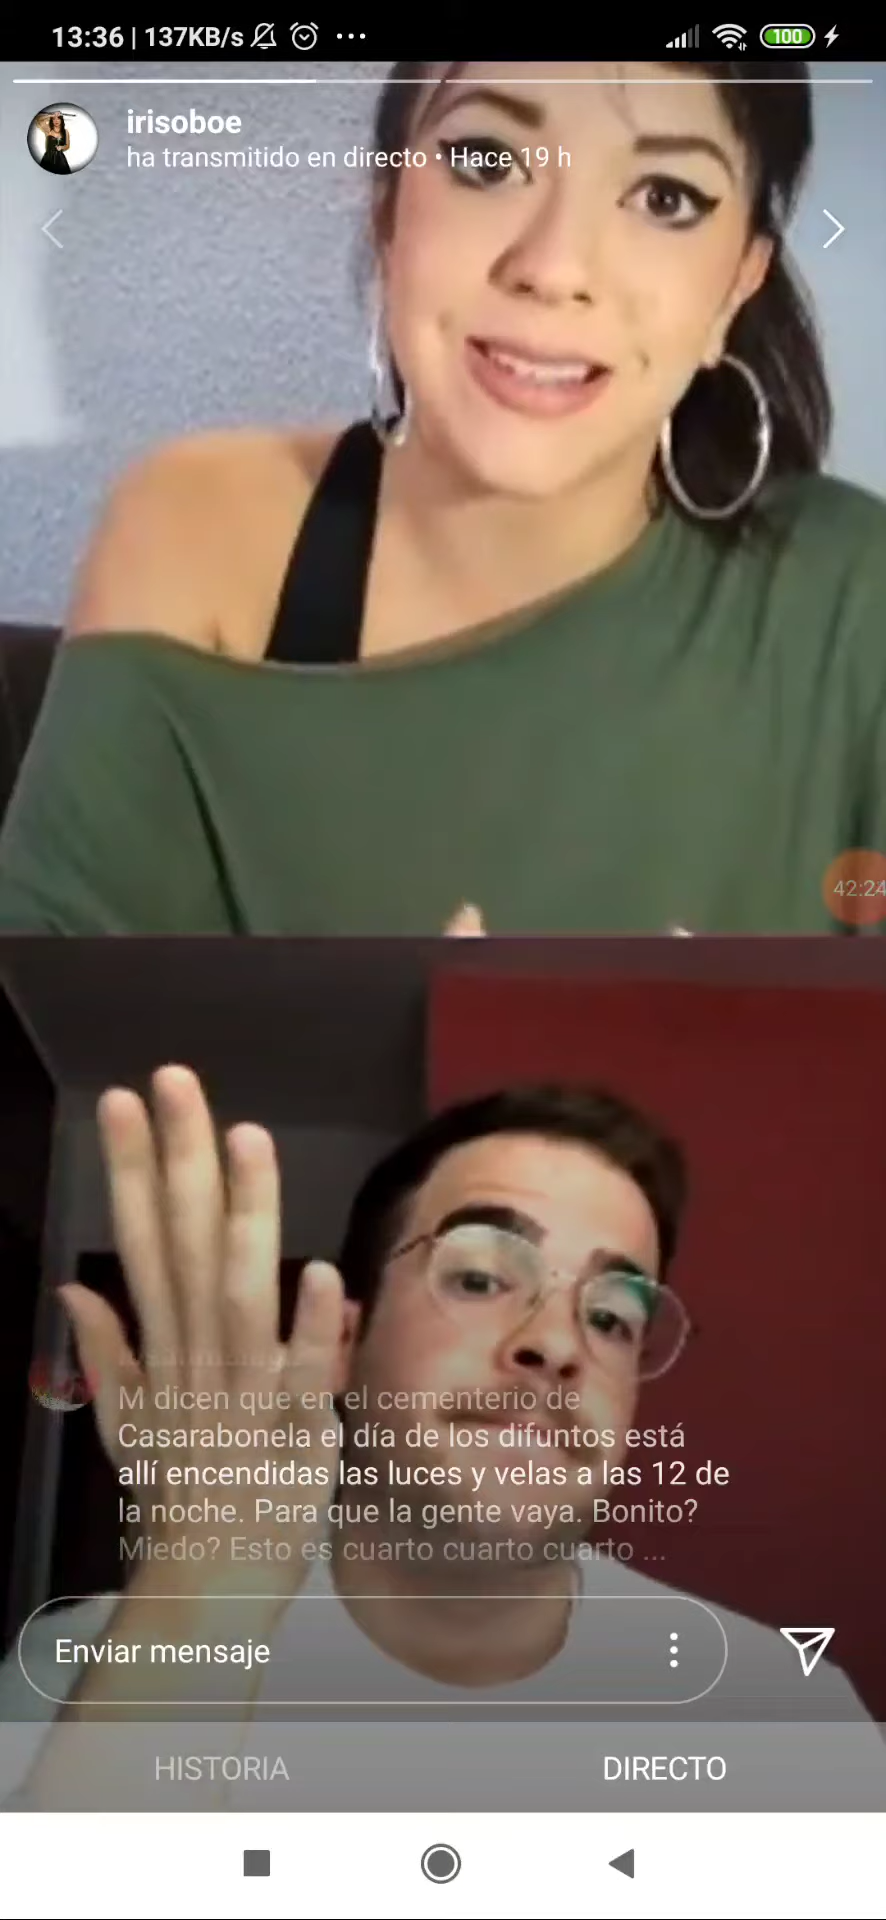 13:36 | 137KB/s ... 100
irisoboe
ha transmitido en directo • Hace 19 h
42:24
M dicen que en el cementerio de
Casarabonela el día de los difuntos está
allí encendidas las luces y velas a las 12 de
la noche. Para que la gente vaya. Bonito?
Miedo? Esto es cuarto cuarto cuarto ...
Enviar mensaje
HISTORIA
DIRECTO